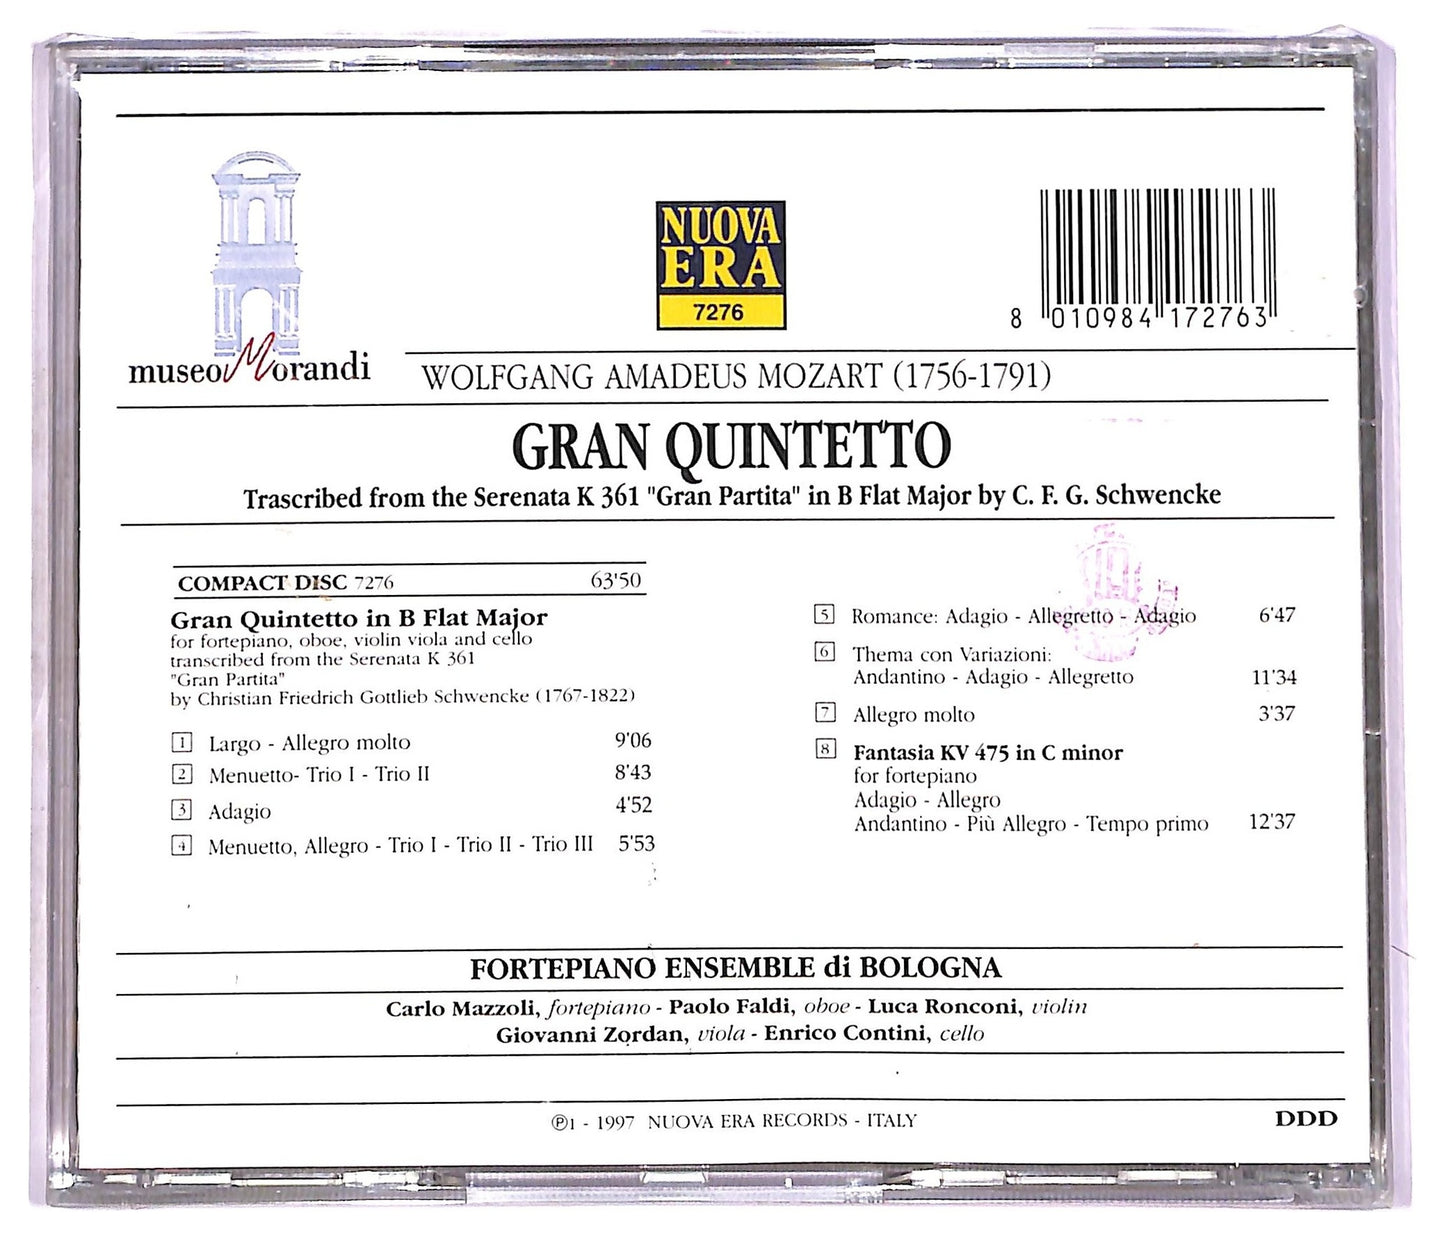 museo Morandi
NUOVA
ERA
7276
8 010984 172763
WOLFGANG AMADEUS MOZART (1756-1791)
GRAN QUINTETTO
Trascribed from the Serenata K 361 "Gran Partita" in B Flat Major by C. F. G. Schwencke
COMPACT DISC 7276 63'50
Gran Quintetto in B Flat Major
for fortepiano, oboe, violin viola and cello
transcribed from the Serenata K 361
"Gran Partita"
by Christian Friedrich Gottlieb Schwencke (1767-1822)
1 Largo - Allegro molto 9'06
2 Menuetto- Trio I - Trio II 8'43
3 Adagio 4'52
4 Menuetto, Allegro - Trio I - Trio II - Trio III 5'53
5 Romance: Adagio - Allegretto - Adagio 6'47
6 Thema con Variazioni:
Andantino - Adagio - Allegretto 11'34
7 Allegro molto 3'37
8 Fantasia KV 475 in C minor
for fortepiano
Adagio - Allegro
Andantino - Più Allegro - Tempo primo 12'37
FORTEPIANO ENSEMBLE di BOLOGNA
Carlo Mazzoli, fortepiano - Paolo Faldi, oboe - Luca Ronconi, violin
Giovanni Zordan, viola - Enrico Contini, cello
℗1 - 1997 NUOVA ERA RECORDS - ITALY
DDD